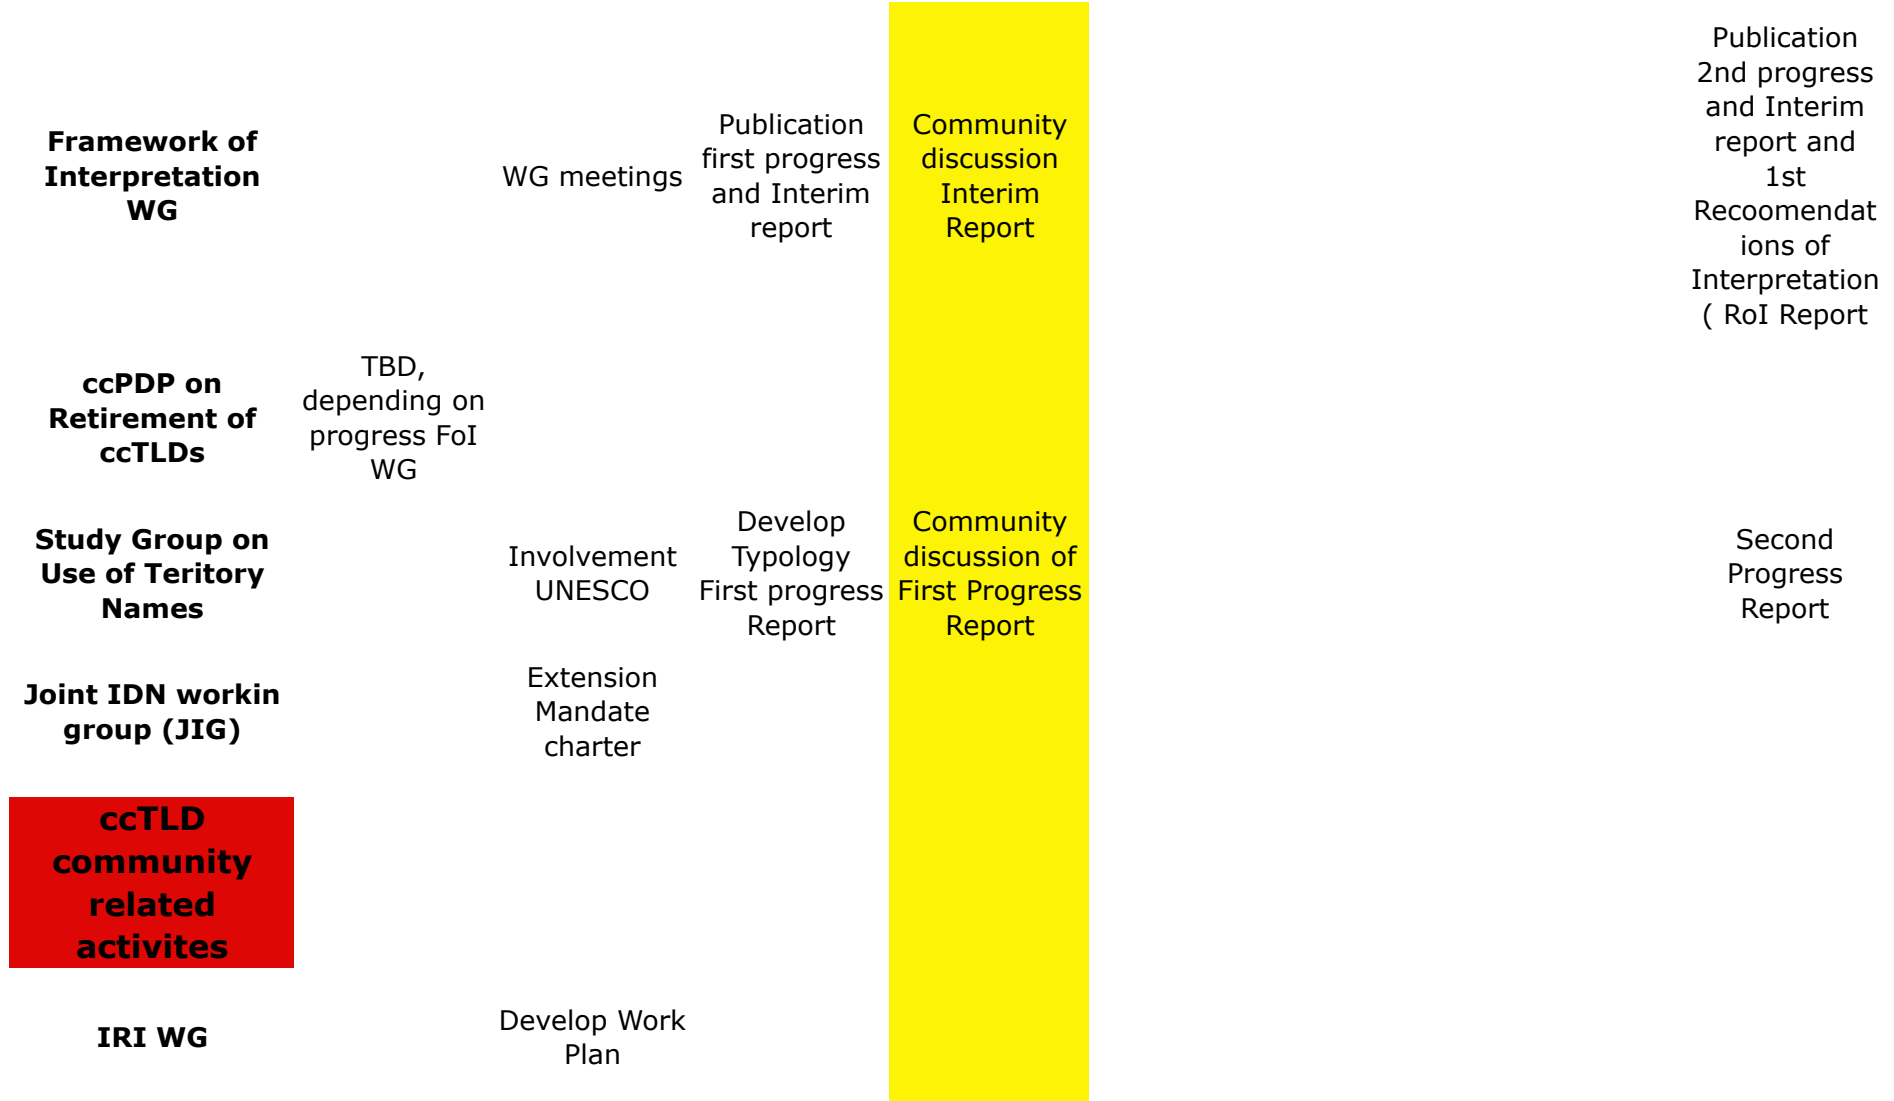 Framework of
Interpretation
WG
WG meetings
Publication
first progress
and Interim
report
Community
discussion
Interim
Report
Publication
2nd progress
and Interim
report and
1st
Recoomendat
ions of
Interpretation
( RoI Report
ccPDP on
Retirement of
ccTLDs
TBD,
depending on
progress FoI
WG
Study Group on
Use of Teritory
Names
Involvement
UNESCO
Develop
Typology
First progress
Report
Community
discussion of
First Progress
Report
Second
Progress
Report
Joint IDN workin
group (JIG)
Extension
Mandate
charter
ccTLD
community
related
activites
IRI WG
Develop Work
Plan